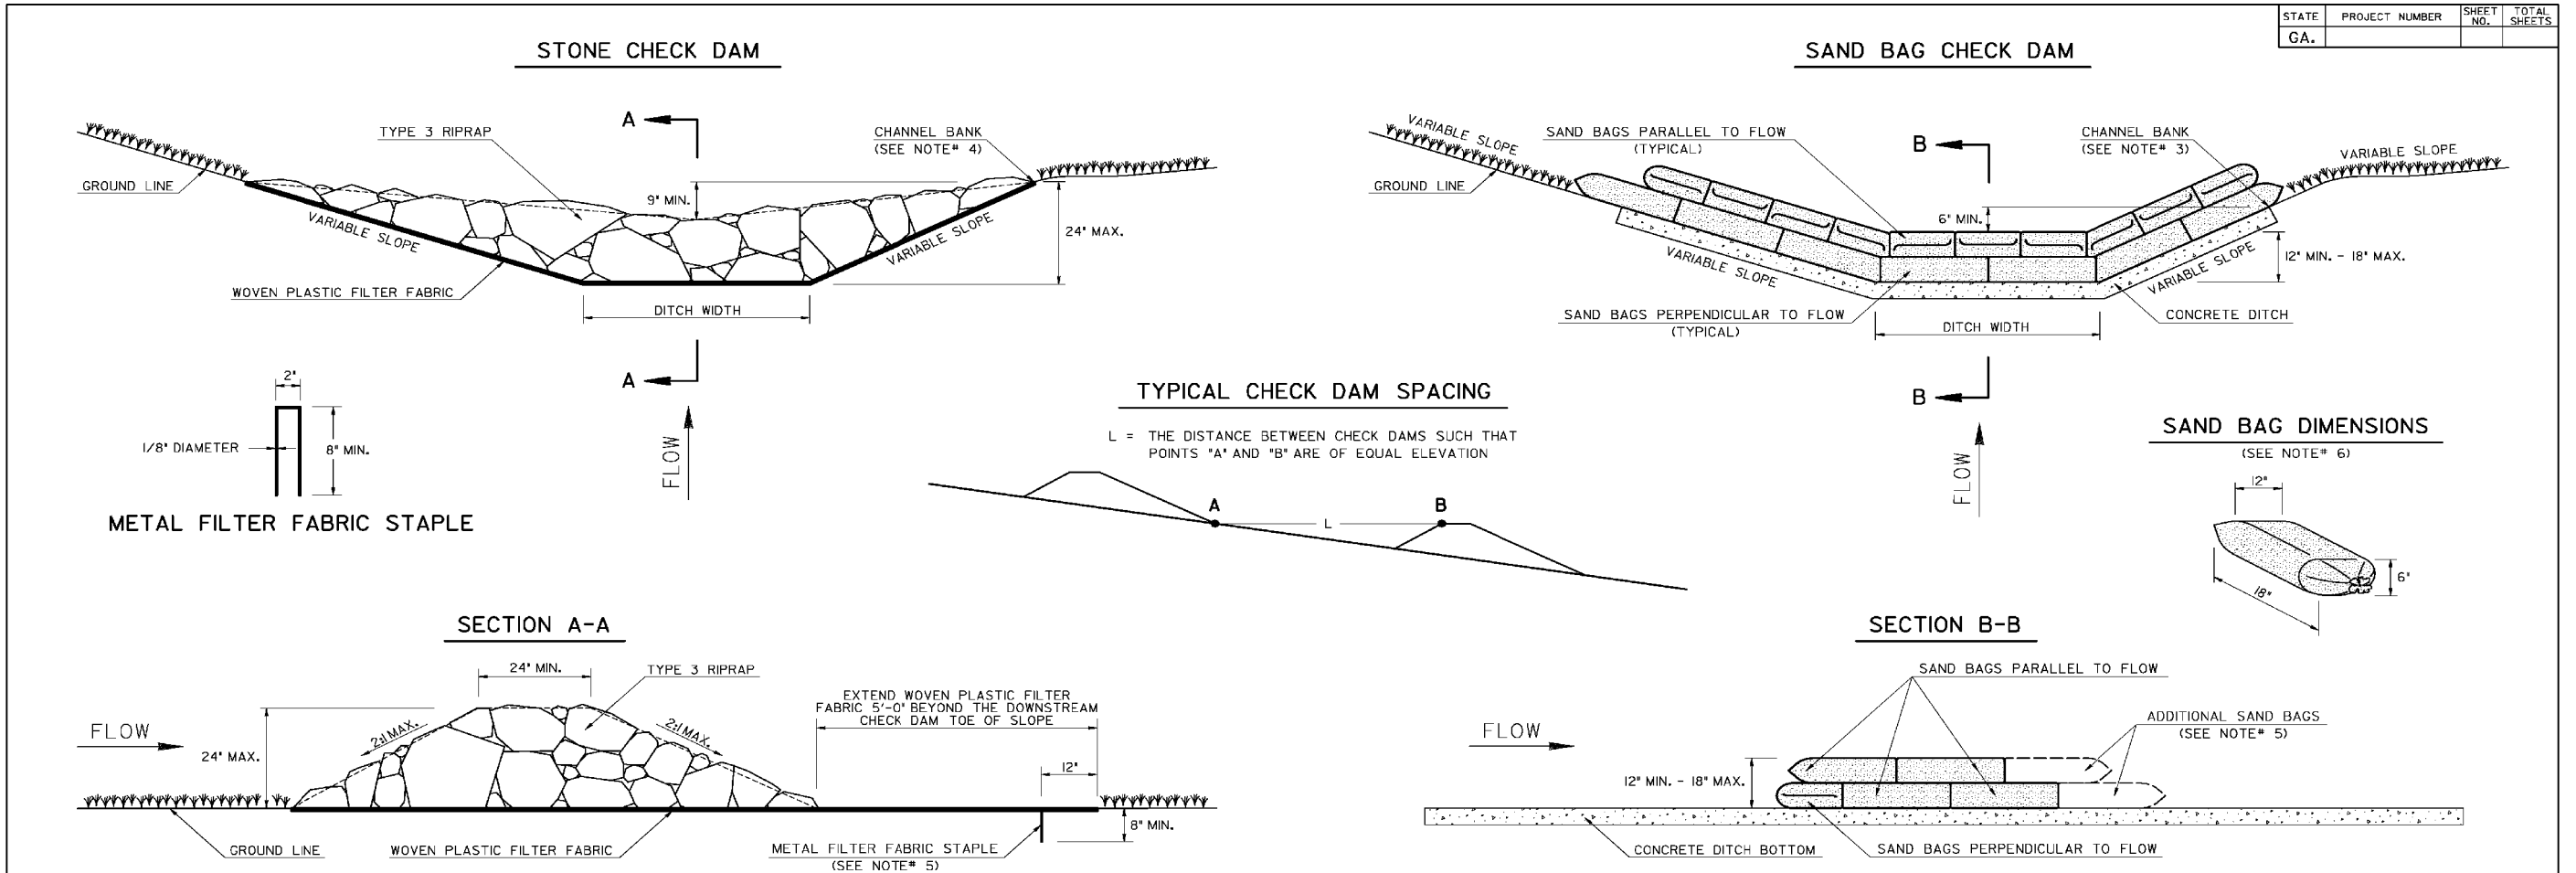 STATE PROJECT NUMBER SHEET NO. TOTAL SHEETS
GA.
STONE CHECK DAM
A
TYPE 3 RIPRAP
CHANNEL BANK
(SEE NOTE# 4)
GROUND LINE
9" MIN.
24" MAX.
VARIABLE SLOPE
VARIABLE SLOPE
WOVEN PLASTIC FILTER FABRIC
DITCH WIDTH
A
FLOW
SAND BAG CHECK DAM
VARIABLE SLOPE
SAND BAGS PARALLEL TO FLOW
(TYPICAL)
B
CHANNEL BANK
(SEE NOTE# 3)
VARIABLE SLOPE
GROUND LINE
6" MIN.
12" MIN. - 18" MAX.
VARIABLE SLOPE
VARIABLE SLOPE
SAND BAGS PERPENDICULAR TO FLOW
(TYPICAL)
DITCH WIDTH
CONCRETE DITCH
B
FLOW
2"
1/8" DIAMETER
8" MIN.
METAL FILTER FABRIC STAPLE
TYPICAL CHECK DAM SPACING
L = THE DISTANCE BETWEEN CHECK DAMS SUCH THAT
POINTS "A" AND "B" ARE OF EQUAL ELEVATION
A
L
B
SAND BAG DIMENSIONS
(SEE NOTE# 6)
12"
6"
18"
SECTION A-A
24" MIN.
TYPE 3 RIPRAP
EXTEND WOVEN PLASTIC FILTER
FABRIC 5'-0" BEYOND THE DOWNSTREAM
CHECK DAM TOE OF SLOPE
FLOW
2:1 MAX.
2:1 MAX.
24" MAX.
12"
8" MIN.
GROUND LINE
WOVEN PLASTIC FILTER FABRIC
METAL FILTER FABRIC STAPLE
(SEE NOTE# 5)
SECTION B-B
SAND BAGS PARALLEL TO FLOW
FLOW
ADDITIONAL SAND BAGS
(SEE NOTE# 5)
12" MIN. - 18" MAX.
CONCRETE DITCH BOTTOM
SAND BAGS PERPENDICULAR TO FLOW